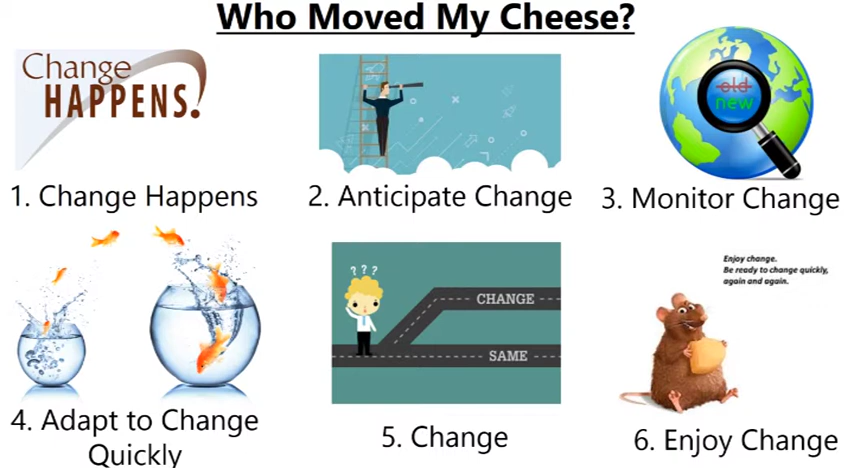 Who Moved My Cheese?
Change
HAPPENS.
old
new
1. Change Happens
2. Anticipate Change
3. Monitor Change
Enjoy change.
Be ready to change quickly,
again and again.
? ? ?
CHANGE
SAME
4. Adapt to Change
Quickly
5. Change
6. Enjoy Change